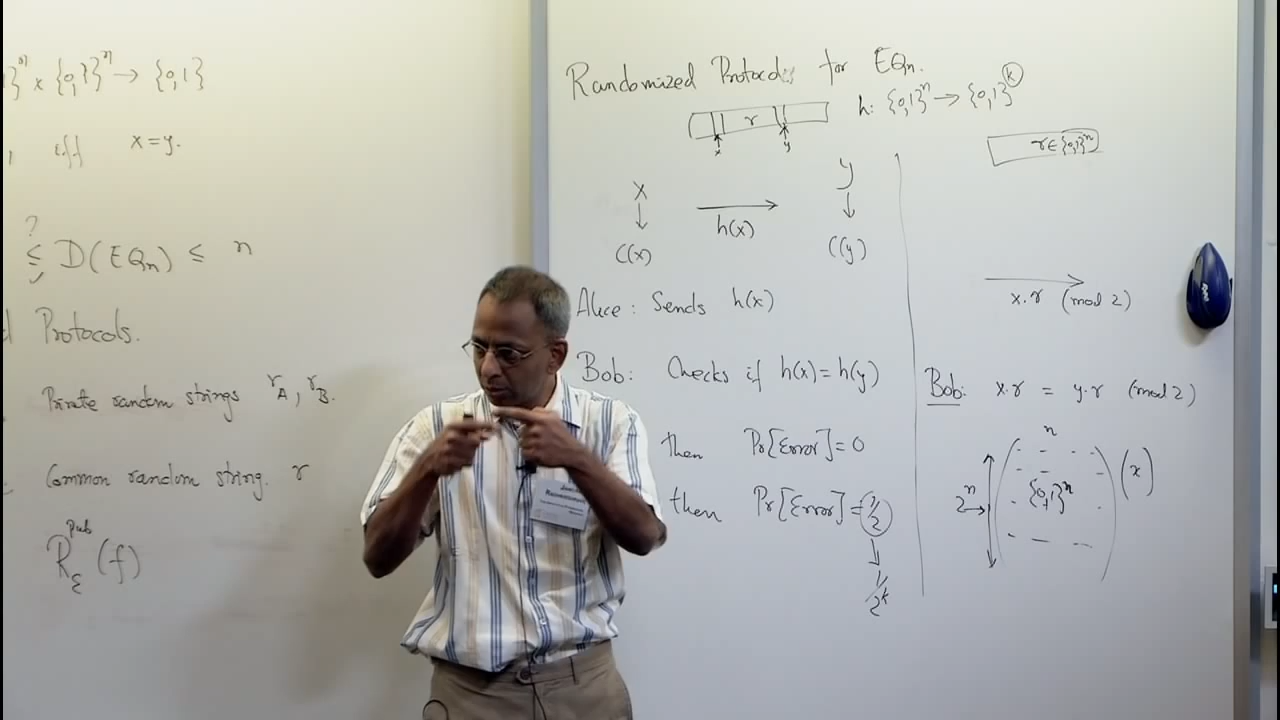 }ⁿ × {0,1}ⁿ → {0,1}
iff x = y.
?
≤ D(EQn) ≤ n
Protocols.
Private random strings r_A, r_B.
Common random string. r
R_ε^pub (f)
Randomized Protocols for EQn.
h: {0,1}ⁿ → {0,1}^k
r
x y
x y
h(x)
C(x) C(y)
Alice: Sends h(x)
Bob: Checks if h(x) = h(y)
then Pr[Error] = 0
then Pr[Error] = 1/2
1/2^k
r ∈ {0,1}ⁿ
x·r (mod 2)
Bob: x·r = y·r (mod 2)
n
2ⁿ {0,1}ⁿ (x)